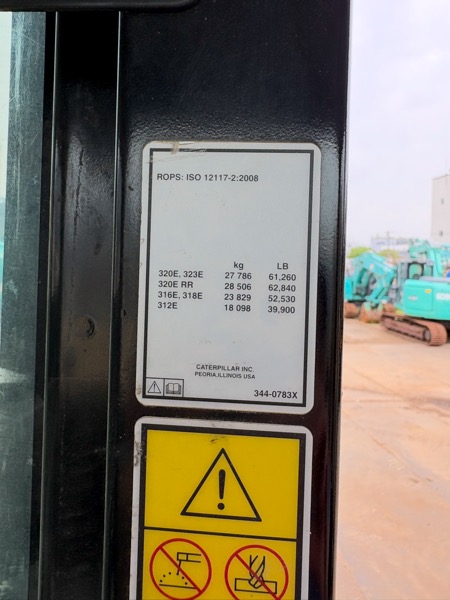 ROPS: ISO 12117-2:2008
kg LB
320E, 323E 27 786 61,260
320E RR 28 506 62,840
316E, 318E 23 829 52,530
312E 18 098 39,900
CATERPILLAR INC.
PEORIA,ILLINOIS USA
344-0783X